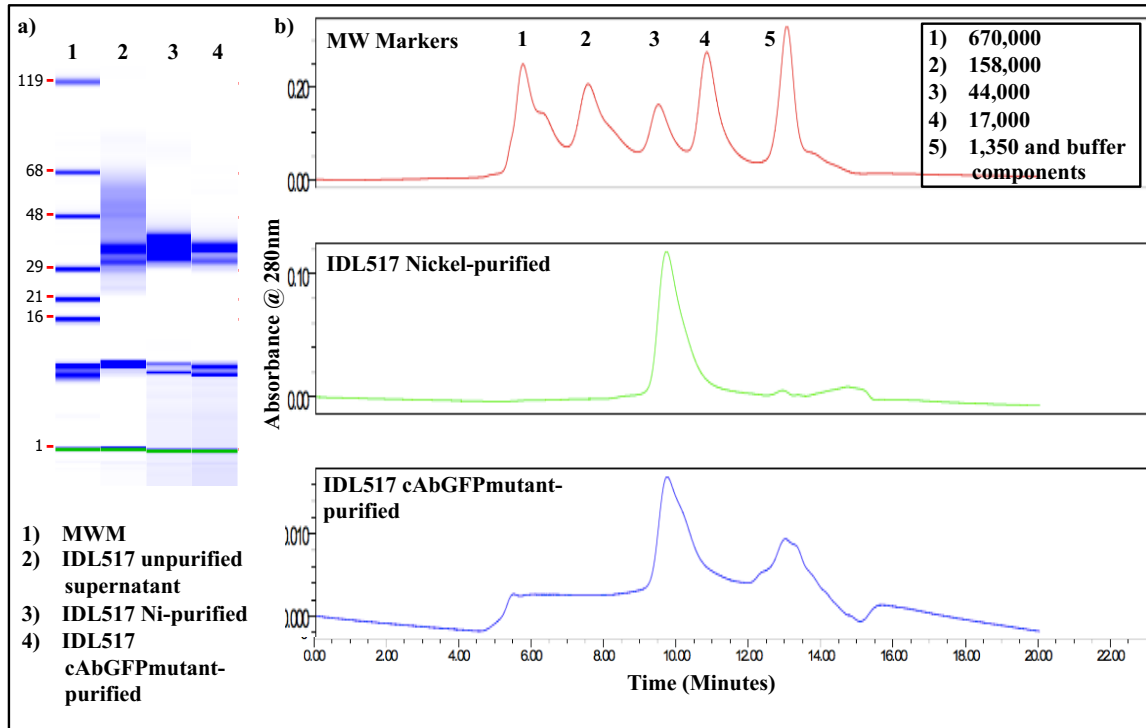 a)
1 2 3 4
119
68
48
29
21
16
1
1) MWM
2) IDL517 unpurified
supernatant
3) IDL517 Ni-purified
4) IDL517
cAbGFPmutant-
purified
b)
MW Markers
1 2 3 4 5
1) 670,000
2) 158,000
3) 44,000
4) 17,000
5) 1,350 and buffer
components
0.20
0.00
Absorbance @ 280nm
IDL517 Nickel-purified
0.10
0.00
IDL517 cAbGFPmutant-
purified
0.010
0.000
0.00 2.00 4.00 6.00 8.00 10.00 12.00 14.00 16.00 18.00 20.00 22.00
Time (Minutes)